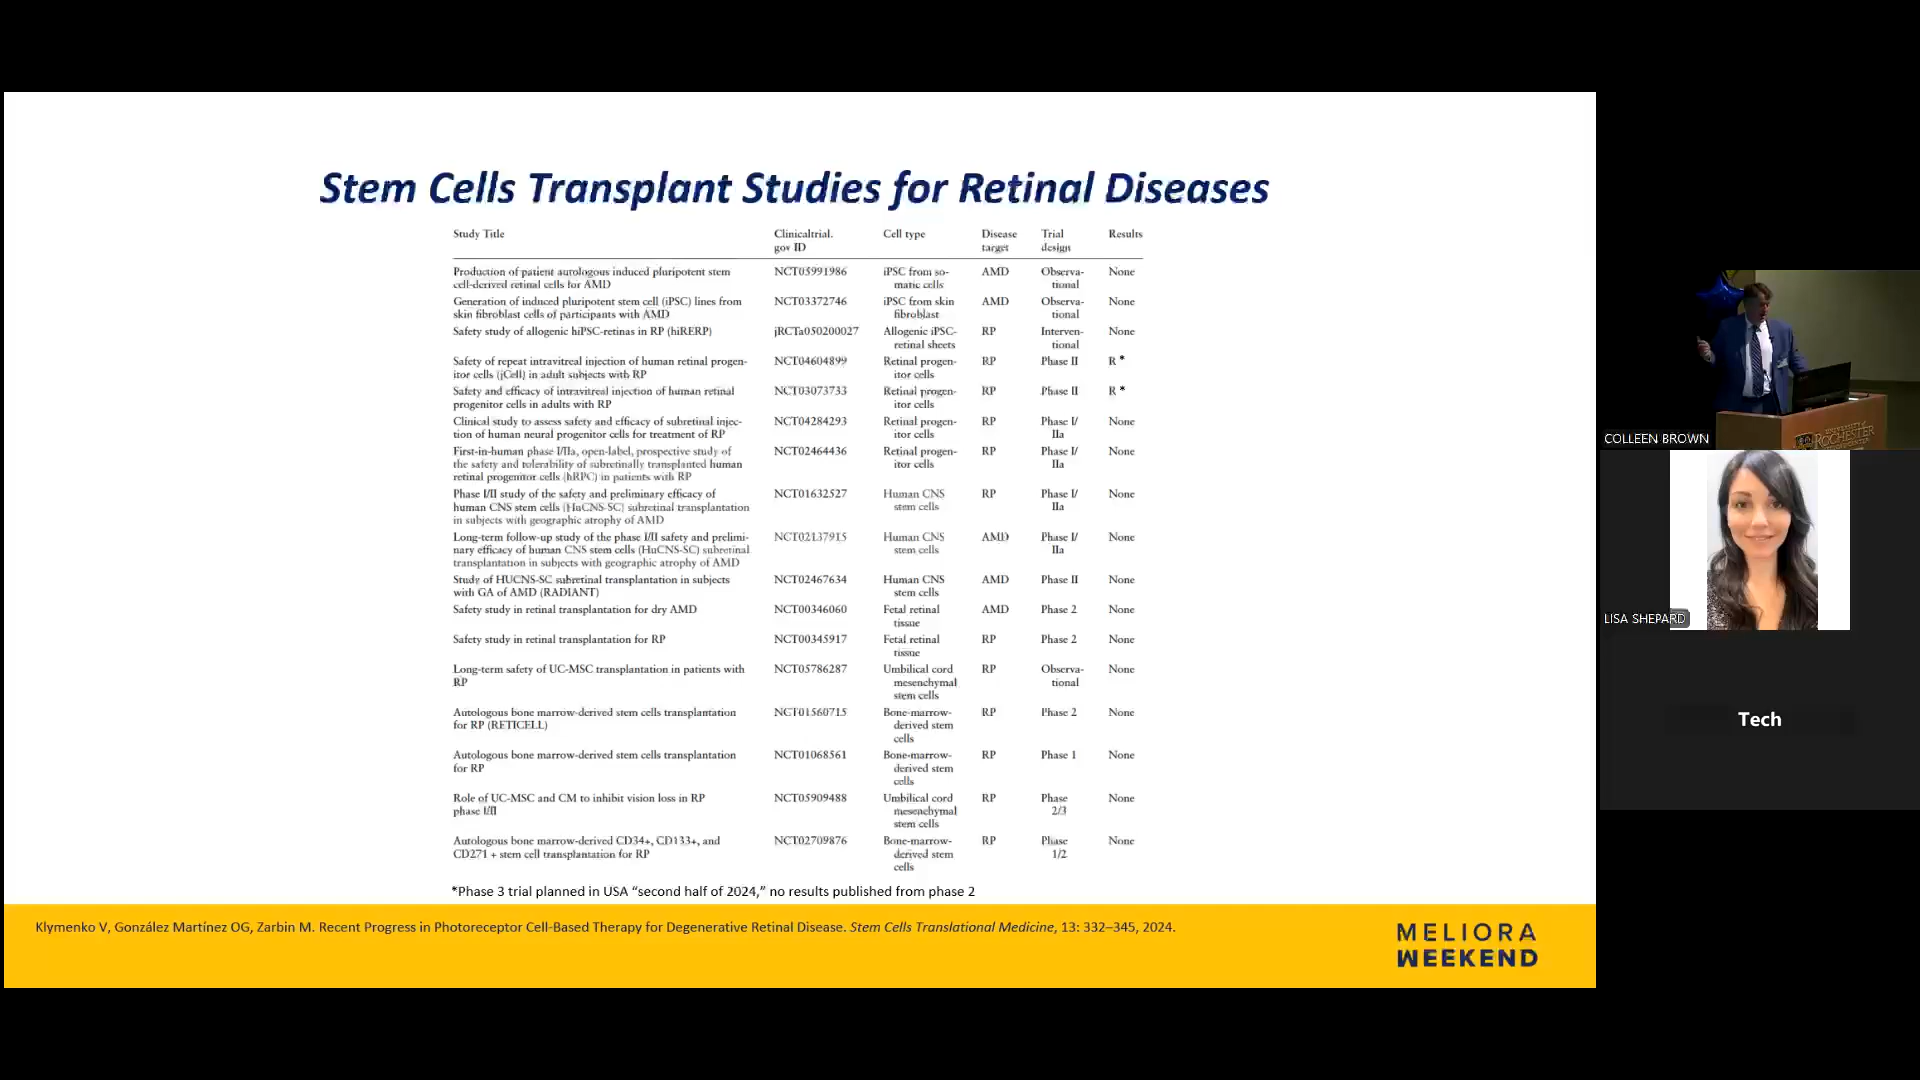 Stem Cells Transplant Studies for Retinal Diseases
Study Title Clinicaltrial. Cell type Disease Trial Results
gov ID target design
Production of patient autologous induced pluripotent stem NCT05991986 iPSC from so- AMD Observa- None
cell-derived retinal cells for AMD matic cells tional
Generation of induced pluripotent stem cell (iPSC) lines from NCT03372746 iPSC from skin AMD Observa- None
skin fibroblast cells of participants with AMD fibroblast tional
Safety study of allogenic hiPSC-retinas in RP (hiRERP) jRCTa050200027 Allogenic iPSC- RP Interven- None
retinal sheets tional
Safety of repeat intravitreal injection of human retinal progen- NCT04604899 Retinal progen- RP Phase II R *
itor cells (jCell) in adult subjects with RP itor cells
Safety and efficacy of intravitreal injection of human retinal NCT03073733 Retinal progen- RP Phase II R *
progenitor cells in adults with RP itor cells
Clinical study to assess safety and efficacy of subretinal injec- NCT04284293 Retinal progen- RP Phase I/ None
tion of human neural progenitor cells for treatment of RP itor cells IIa
First-in-human phase I/IIa, open-label, prospective study of NCT02464436 Retinal progen- RP Phase I/ None
the safety and tolerability of subretinally transplanted human itor cells IIa
retinal progenitor cells (hRPC) in patients with RP
Phase I/II study of the safety and preliminary efficacy of NCT01632527 Human CNS RP Phase I/ None
human CNS stem cells (HuCNS-SC) subretinal transplantation stem cells IIa
in subjects with geographic atrophy of AMD
Long-term follow-up study of the phase I/II safety and prelimi- NCT02137915 Human CNS AMD Phase I/ None
nary efficacy of human CNS stem cells (HuCNS-SC) subretinal stem cells IIa
transplantation in subjects with geographic atrophy of AMD
Study of HUCNS-SC subretinal transplantation in subjects NCT02467634 Human CNS AMD Phase II None
with GA of AMD (RADIANT) stem cells
Safety study in retinal transplantation for dry AMD NCT00346060 Fetal retinal AMD Phase 2 None
tissue
Safety study in retinal transplantation for RP NCT00345917 Fetal retinal RP Phase 2 None
tissue
Long-term safety of UC-MSC transplantation in patients with NCT05786287 Umbilical cord RP Observa- None
RP mesenchymal tional
stem cells
Autologous bone marrow-derived stem cells transplantation NCT01560715 Bone-marrow- RP Phase 2 None
for RP (RETICELL) derived stem
cells
Autologous bone marrow-derived stem cells transplantation NCT01068561 Bone-marrow- RP Phase 1 None
for RP derived stem
cells
Role of UC-MSC and CM to inhibit vision loss in RP NCT05909488 Umbilical cord RP Phase None
phase I/II mesenchymal 2/3
stem cells
Autologous bone marrow-derived CD34+, CD133+, and NCT02709876 Bone-marrow- RP Phase None
CD271 + stem cell transplantation for RP derived stem 1/2
cells
*Phase 3 trial planned in USA “second half of 2024,” no results published from phase 2
Klymenko V, González Martínez OG, Zarbin M. Recent Progress in Photoreceptor Cell-Based Therapy for Degenerative Retinal Disease. Stem Cells Translational Medicine, 13: 332–345, 2024.
MELIORA
WEEKEND
ROCHESTER
COLLEEN BROWN
LISA SHEPARD
Tech